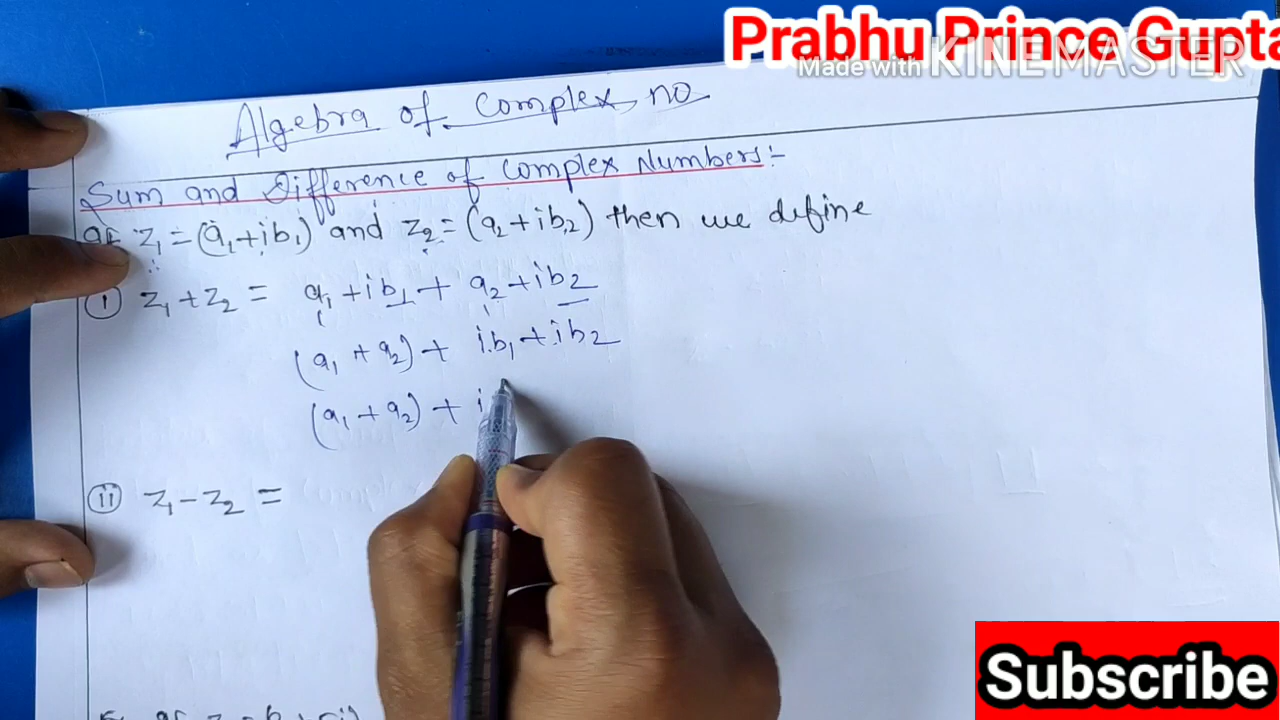 Prabhu Prince Gupta
Made with KINEMASTER
Algebra of complex no
Sum and Difference of Complex Numbers:-
If z₁ = (a₁+ib₁) and z₂ = (a₂+ib₂) then we define
(i) z₁+z₂ = a₁+ib₁+ a₂+ib₂
(a₁ + a₂) + ib₁+ib₂
(a₁ + a₂) + i
(ii) z₁-z₂ =
Subscribe